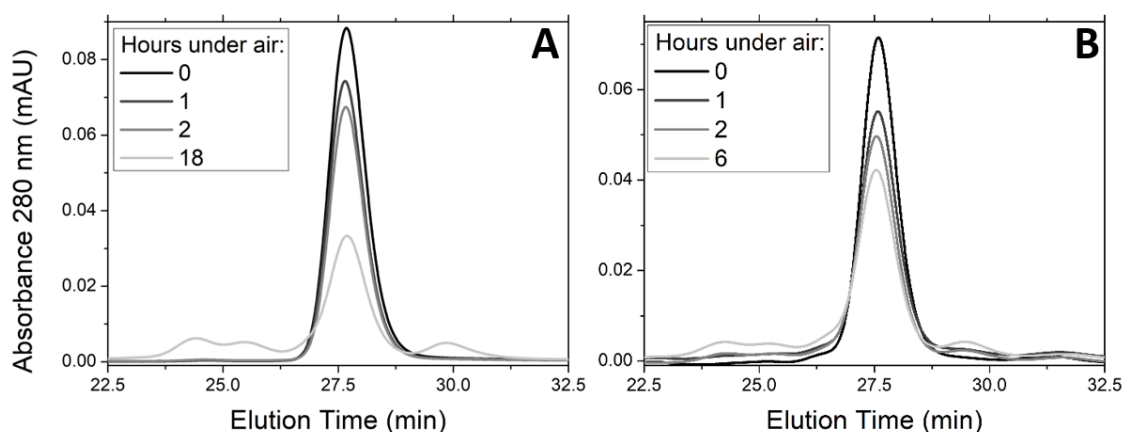 A
Hours under air:
0
1
2
18
0.08
0.06
0.04
0.02
0.00
22.5 25.0 27.5 30.0 32.5
Elution Time (min)
Absorbance 280 nm (mAU)
B
Hours under air:
0
1
2
6
0.06
0.04
0.02
0.00
22.5 25.0 27.5 30.0 32.5
Elution Time (min)